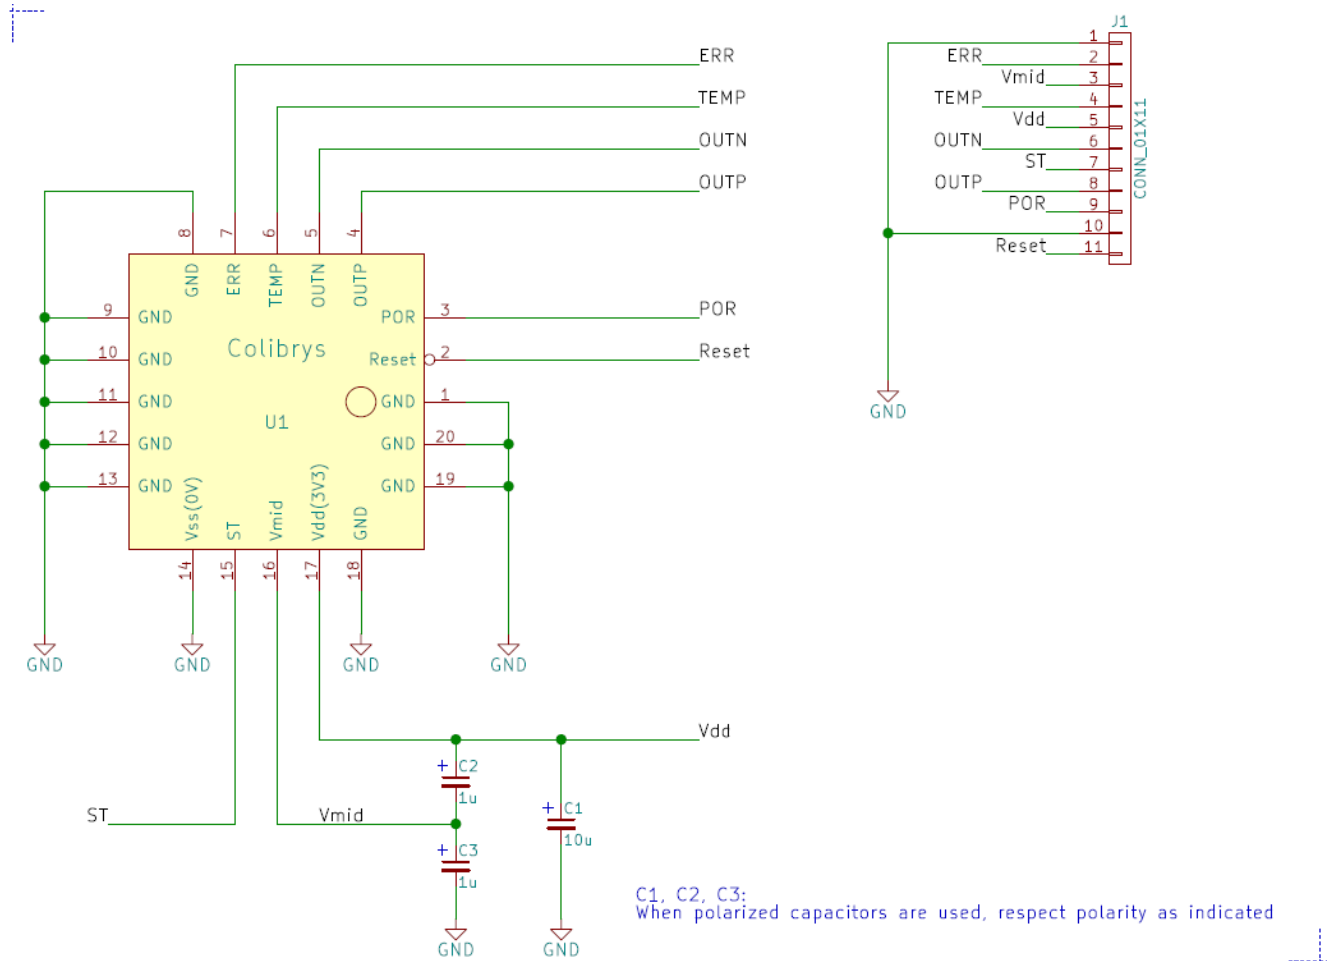 J1
1
ERR
ERR
2
Vmid
3
TEMP
TEMP
4
Vdd
5
OUTN
OUTN
6
ST
7
OUTP
OUTP
8
POR
9
10
Reset
11
CONN_01X11
8
7
6
5
4
GND
ERR
TEMP
OUTN
OUTP
9
GND
POR
3
POR
Colibrys
10
GND
Reset
2
Reset
11
GND
GND
1
GND
U1
12
GND
GND
20
13
GND
GND
19
Vss(0V)
ST
Vmid
Vdd(3V3)
GND
14
15
16
17
18
GND
GND
GND
GND
Vdd
+
C2
1u
ST
Vmid
+
C1
10u
+
C3
1u
C1, C2, C3:
When polarized capacitors are used, respect polarity as indicated
GND
GND